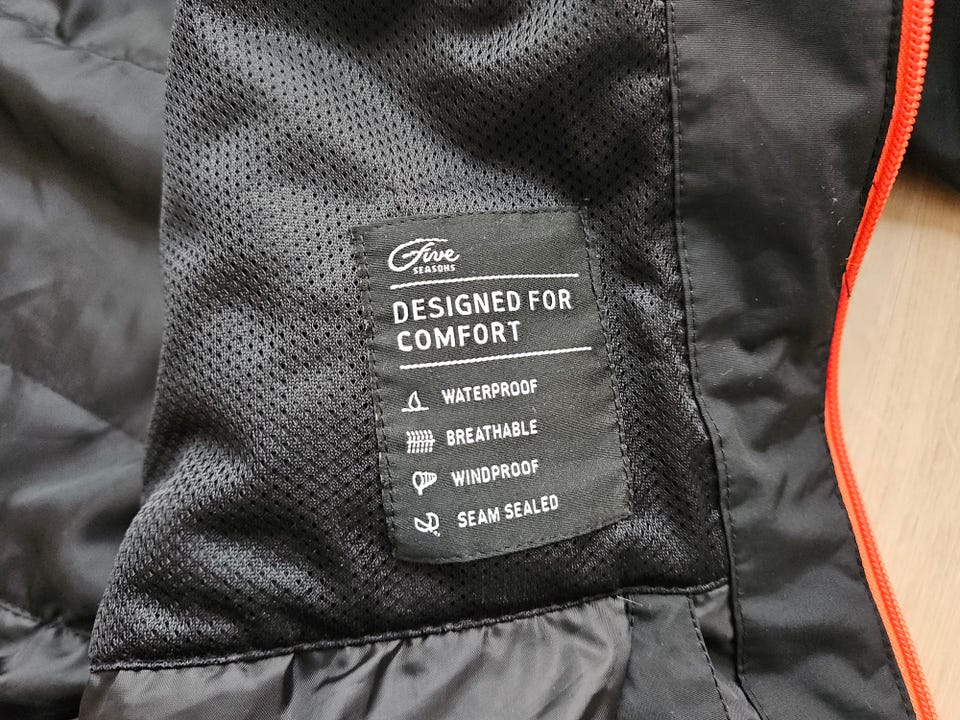 Five
SEASONS
DESIGNED FOR
COMFORT
WATERPROOF
BREATHABLE
WINDPROOF
SEAM SEALED